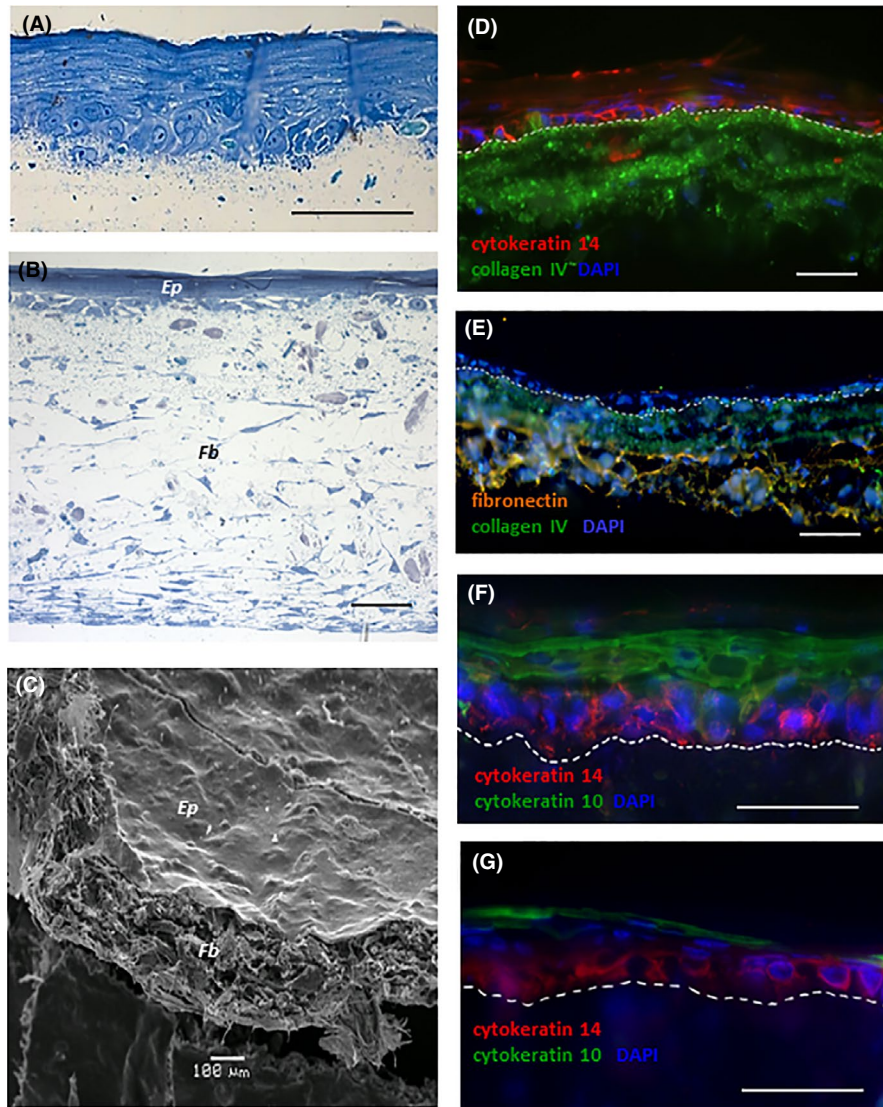 (A)
(B)
Ep
Fb
(C)
Ep
Fb
100 µm
(D)
cytokeratin 14
collagen IV DAPI
(E)
fibronectin
collagen IV DAPI
(F)
cytokeratin 14
cytokeratin 10 DAPI
(G)
cytokeratin 14
cytokeratin 10 DAPI